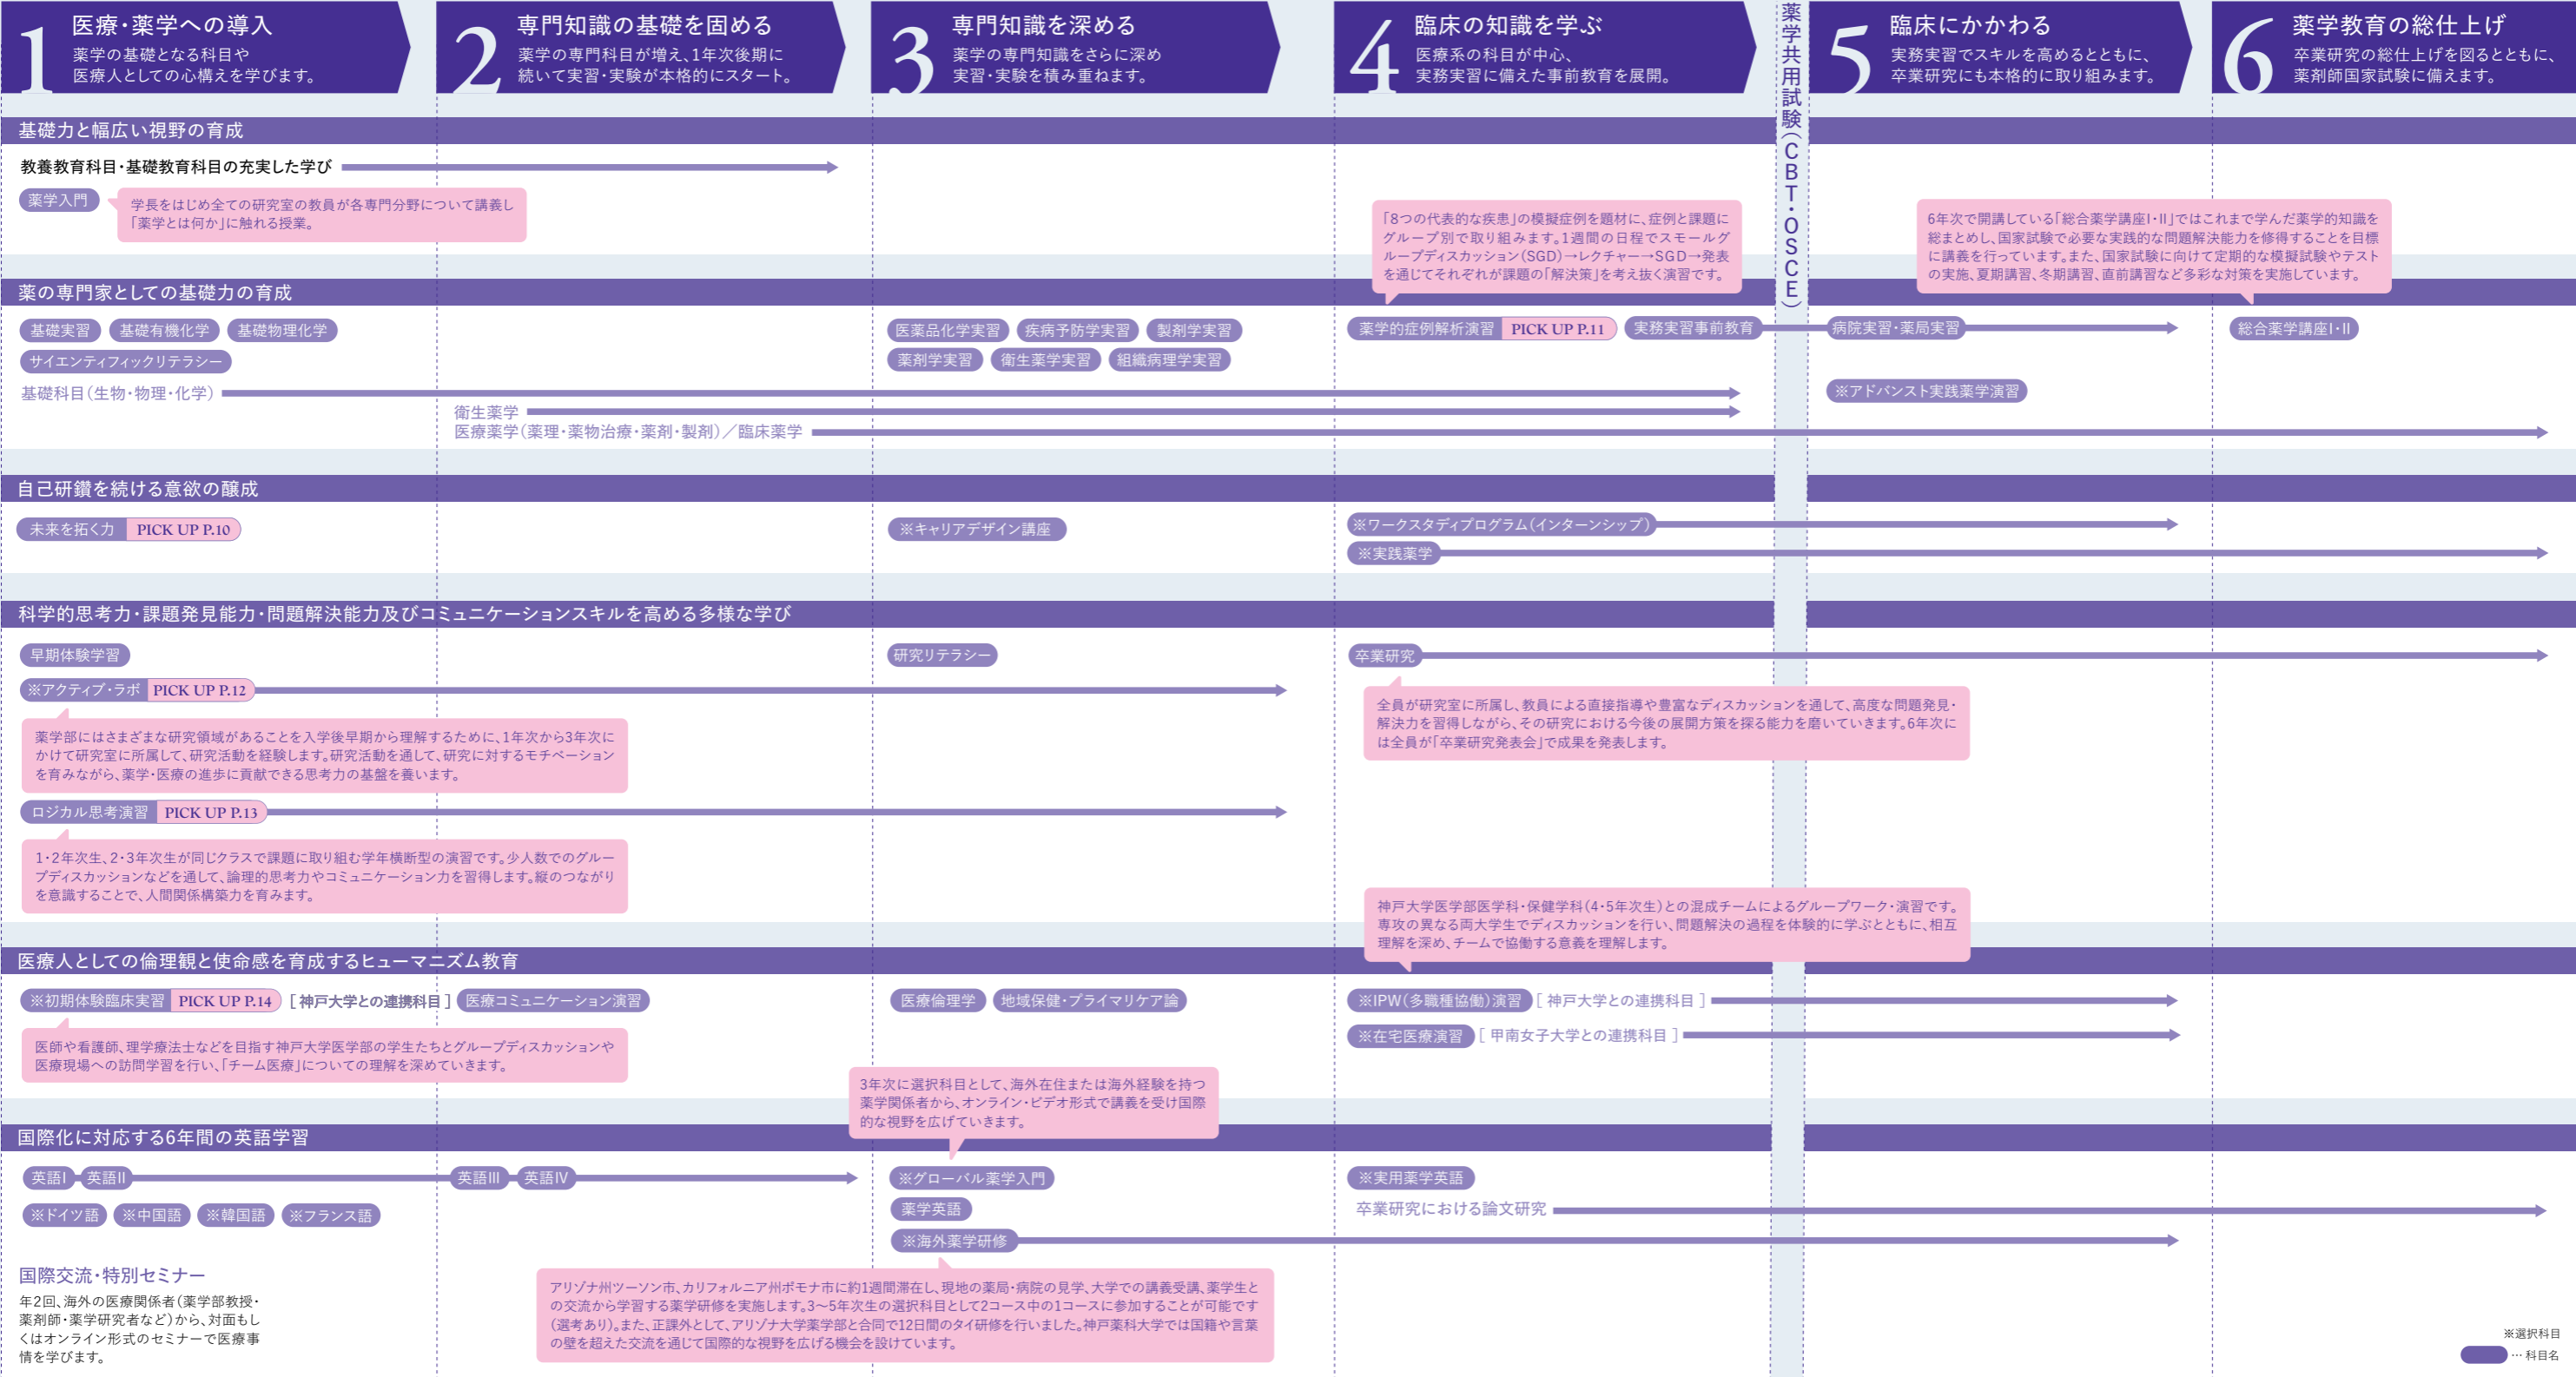 1
医療・薬学への導入
薬学の基礎となる科目や
医療人としての心構えを学びます。
2
専門知識の基礎を固める
薬学の専門科目が増え、1年次後期に
続いて実習・実験が本格的にスタート。
3
専門知識を深める
薬学の専門知識をさらに深め
実習・実験を積み重ねます。
4
臨床の知識を学ぶ
医療系の科目が中心、
実務実習に備えた事前教育を展開。
薬学共用試験（CBT・OSCE）
5
臨床にかかわる
実務実習でスキルを高めるとともに、
卒業研究にも本格的に取り組みます。
6
薬学教育の総仕上げ
卒業研究の総仕上げを図るとともに、
薬剤師国家試験に備えます。
基礎力と幅広い視野の育成
教養教育科目・基礎教育科目の充実した学び
薬学入門
学長をはじめ全ての研究室の教員が各専門分野について講義し
「薬学とは何か」に触れる授業。
「8つの代表的な疾患」の模擬症例を題材に、症例と課題に
グループ別で取り組みます。1週間の日程でスモールグ
ループディスカッション（SGD）→レクチャー→SGD→発表
を通じてそれぞれが課題の「解決策」を考え抜く演習です。
6年次で開講している「総合薬学講座I・II」ではこれまで学んだ薬学的知識を
総まとめし、国家試験で必要な実践的な問題解決能力を修得することを目標
に講義を行っています。また、国家試験に向けて定期的な模擬試験やテスト
の実施、夏期講習、冬期講習、直前講習など多彩な対策を実施しています。
薬の専門家としての基礎力の育成
基礎実習 基礎有機化学 基礎物理化学
サイエンティフィックリテラシー
医薬品化学実習 疾病予防学実習 製剤学実習
薬剤学実習 衛生薬学実習 組織病理学実習
薬学的症例解析演習 PICK UP P.11 実務実習事前教育 病院実習・薬局実習 総合薬学講座I・II
基礎科目（生物・物理・化学）
※アドバンスト実践薬学演習
衛生薬学
医療薬学（薬理・薬物治療・薬剤・製剤）／臨床薬学
自己研鑽を続ける意欲の醸成
未来を拓く力 PICK UP P.10
※キャリアデザイン講座
※ワークスタディプログラム（インターンシップ）
※実践薬学
科学的思考力・課題発見能力・問題解決能力及びコミュニケーションスキルを高める多様な学び
早期体験学習
研究リテラシー
卒業研究
※アクティブ・ラボ PICK UP P.12
薬学部にはさまざまな研究領域があることを入学後早期から理解するために、1年次から3年次に
かけて研究室に所属して、研究活動を経験します。研究活動を通して、研究に対するモチベーション
を育みながら、薬学・医療の進歩に貢献できる思考力の基盤を養います。
全員が研究室に所属し、教員による直接指導や豊富なディスカッションを通して、高度な問題発見・
解決力を習得しながら、その研究における今後の展開方策を探る能力を磨いていきます。6年次に
は全員が「卒業研究発表会」で成果を発表します。
ロジカル思考演習 PICK UP P.13
1・2年次生、2・3年次生が同じクラスで課題に取り組む学年横断型の演習です。少人数でのグルー
プディスカッションなどを通して、論理的思考力やコミュニケーション力を習得します。縦のつながり
を意識することで、人間関係構築力を育みます。
神戸大学医学部医学科・保健学科（4・5年次生）との混成チームによるグループワーク・演習です。
専攻の異なる両大学生でディスカッションを行い、問題解決の過程を体験的に学ぶとともに、相互
理解を深め、チームで協働する意義を理解します。
医療人としての倫理観と使命感を育成するヒューマニズム教育
※初期体験臨床実習 PICK UP P.14 ［神戸大学との連携科目］ 医療コミュニケーション演習
医師や看護師、理学療法士などを目指す神戸大学医学部の学生たちとグループディスカッションや
医療現場への訪問学習を行い、「チーム医療」についての理解を深めていきます。
医療倫理学 地域保健・プライマリケア論
※IPW（多職種協働）演習 ［ 神戸大学との連携科目 ］
※在宅医療演習 ［ 甲南女子大学との連携科目 ］
3年次に選択科目として、海外在住または海外経験を持つ
薬学関係者から、オンライン・ビデオ形式で講義を受け国際
的な視野を広げていきます。
国際化に対応する6年間の英語学習
英語I 英語II 英語III 英語IV
※ドイツ語 ※中国語 ※韓国語 ※フランス語
※グローバル薬学入門
薬学英語
※海外薬学研修
※実用薬学英語
卒業研究における論文研究
国際交流・特別セミナー
年2回、海外の医療関係者（薬学部教授・
薬剤師・薬学研究者など）から、対面もし
くはオンライン形式のセミナーで医療事
情を学びます。
アリゾナ州ツーソン市、カリフォルニア州ポモナ市に約1週間滞在し、現地の薬局・病院の見学、大学での講義受講、薬学生と
の交流から学習する薬学研修を実施します。3〜5年次生の選択科目として2コース中の1コースに参加することが可能です
（選考あり）。また、正課外として、アリゾナ大学薬学部と合同で12日間のタイ研修を行いました。神戸薬科大学では国籍や言葉
の壁を超えた交流を通じて国際的な視野を広げる機会を設けています。
※選択科目
… 科目名